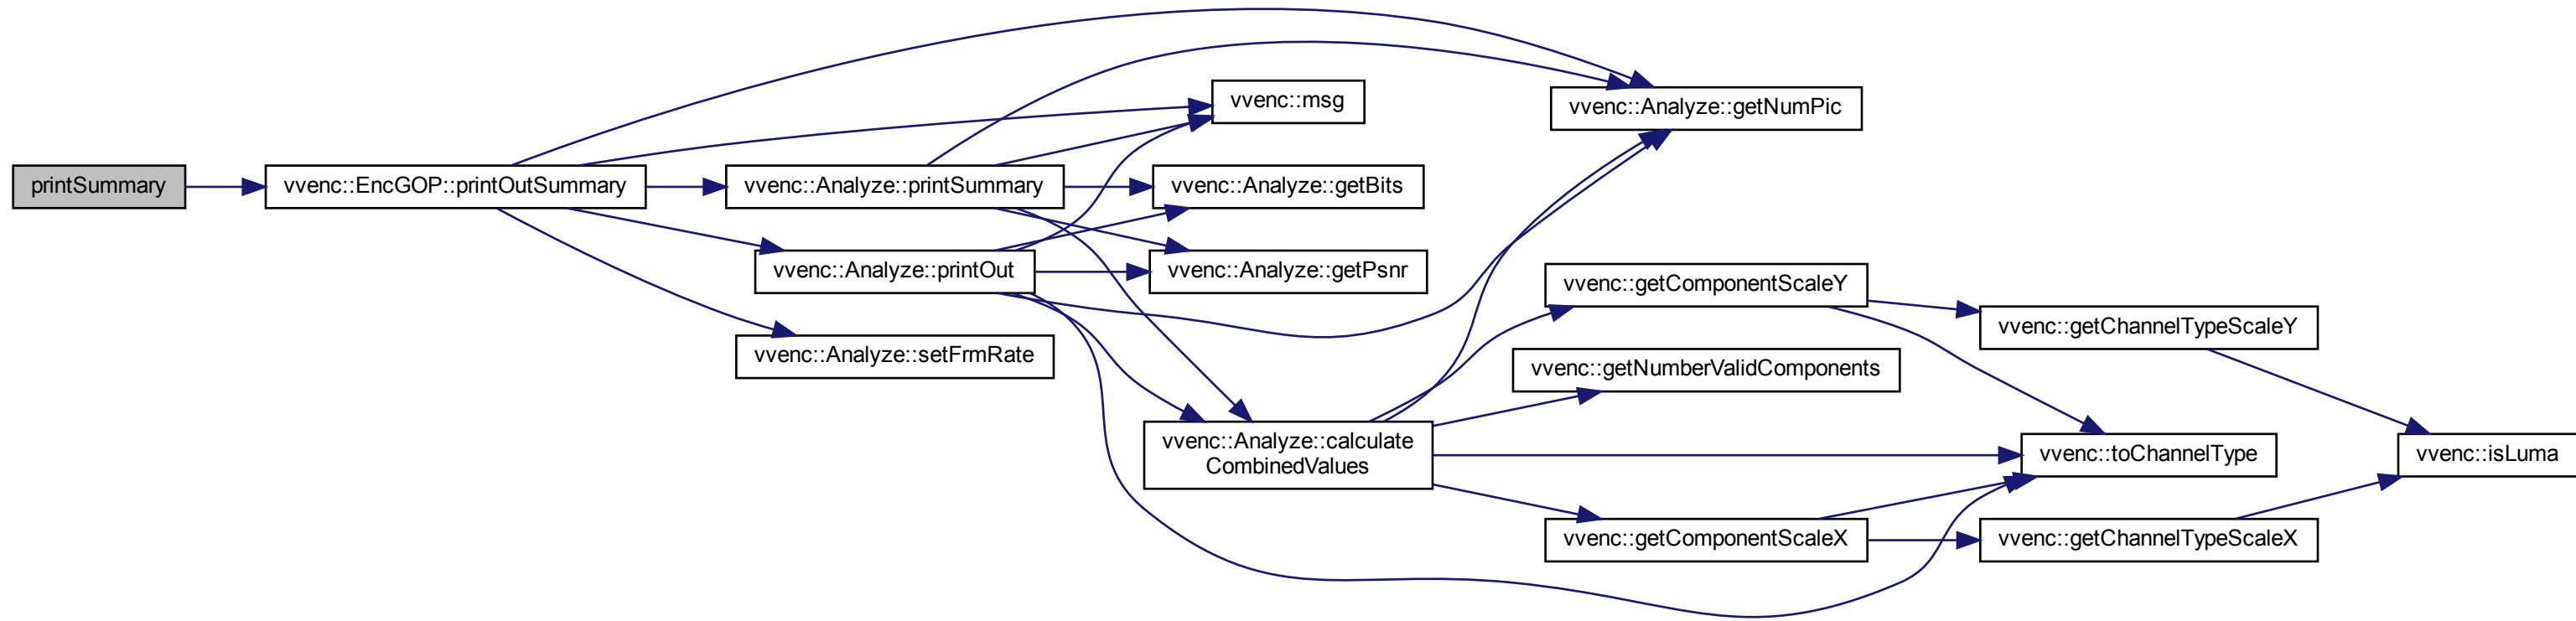 printSummary
vvenc::EncGOP::printOutSummary
vvenc::Analyze::printSummary
vvenc::Analyze::printOut
vvenc::Analyze::setFrmRate
vvenc::msg
vvenc::Analyze::getBits
vvenc::Analyze::getPsnr
vvenc::Analyze::calculate
CombinedValues
vvenc::Analyze::getNumPic
vvenc::getComponentScaleY
vvenc::getNumberValidComponents
vvenc::getComponentScaleX
vvenc::getChannelTypeScaleY
vvenc::toChannelType
vvenc::getChannelTypeScaleX
vvenc::isLuma